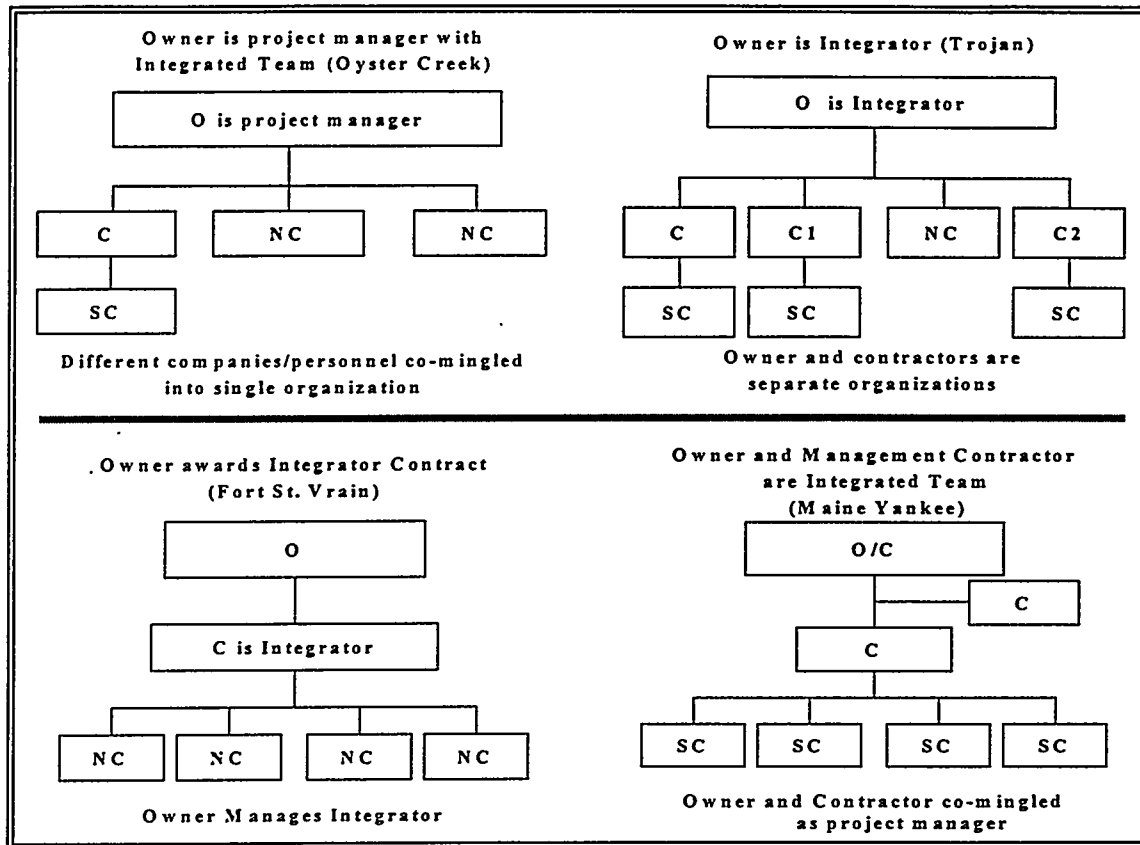 Owner is project manager with
Integrated Team (Oyster Creek)
O is project manager
C
NC
NC
SC
Different companies/personnel co-mingled
into single organization
Owner is Integrator (Trojan)
O is Integrator
C
C1
NC
C2
SC
SC
SC
Owner and contractors are
separate organizations
Owner awards Integrator Contract
(Fort St. Vrain)
O
C is Integrator
NC
NC
NC
NC
Owner Manages Integrator
Owner and Management Contractor
are Integrated Team
(Maine Yankee)
O/C
C
C
SC
SC
SC
SC
Owner and Contractor co-mingled
as project manager